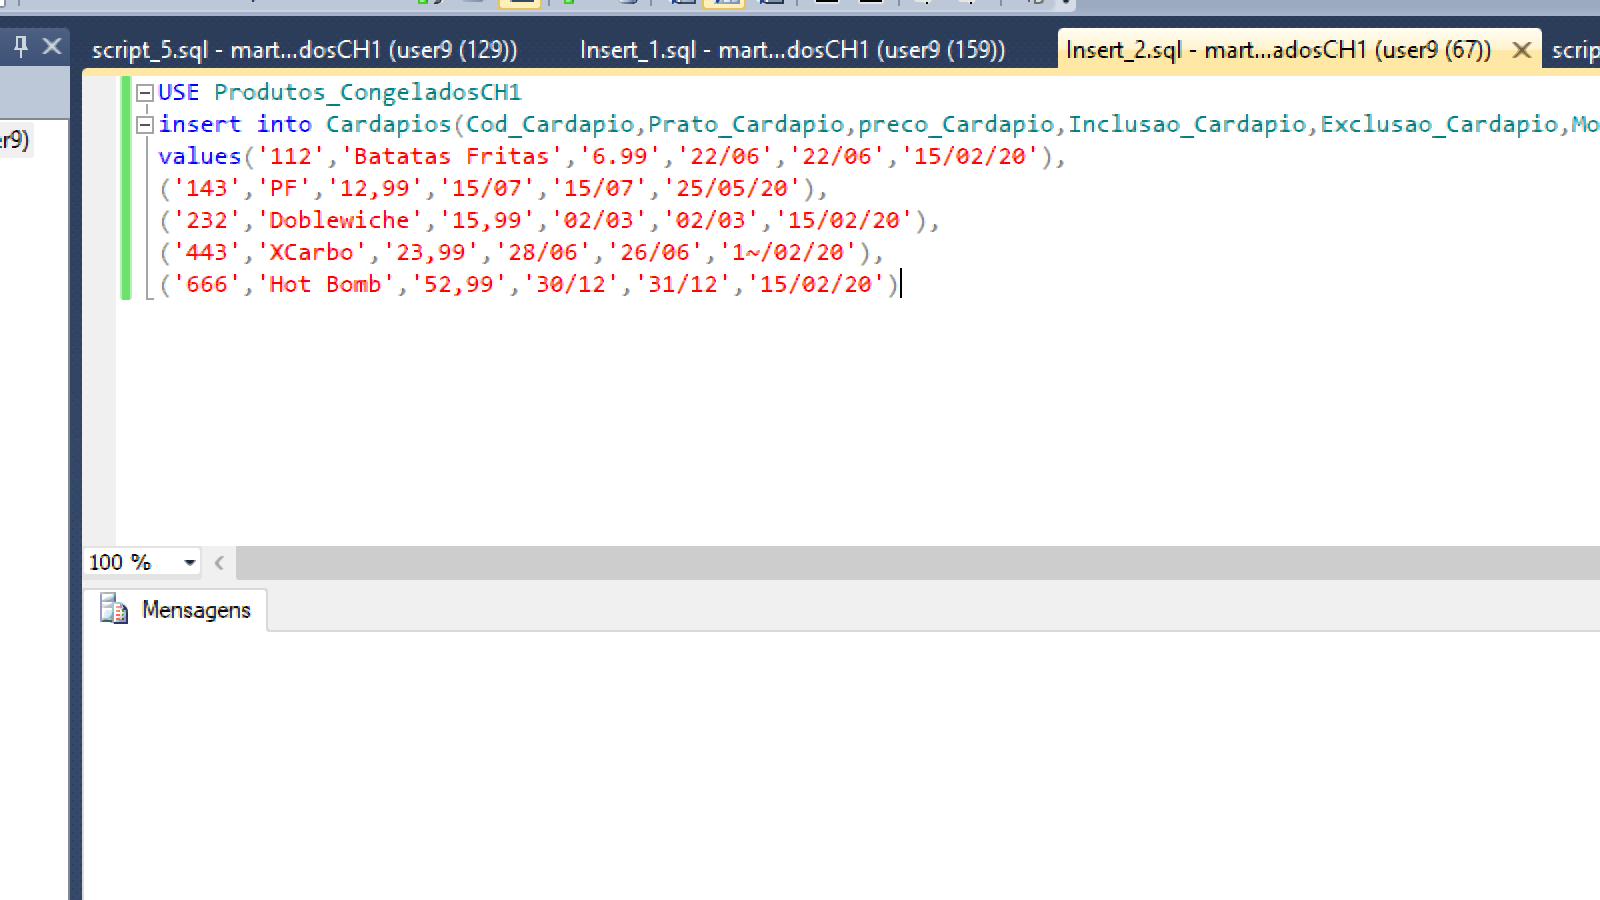 script_5.sql - mart...dosCH1 (user9 (129))
Insert_1.sql - mart...dosCH1 (user9 (159))
Insert_2.sql - mart...adosCH1 (user9 (67))
scrip
er9)
USE Produtos_CongeladosCH1
insert into Cardapios(Cod_Cardapio,Prato_Cardapio,preco_Cardapio,Inclusao_Cardapio,Exclusao_Cardapio,Mo
values('112','Batatas Fritas','6.99','22/06','22/06','15/02/20'),
('143','PF','12,99','15/07','15/07','25/05/20'),
('232','Doblewiche','15,99','02/03','02/03','15/02/20'),
('443','XCarbo','23,99','28/06','26/06','1~/02/20'),
('666','Hot Bomb','52,99','30/12','31/12','15/02/20')
100 %
Mensagens